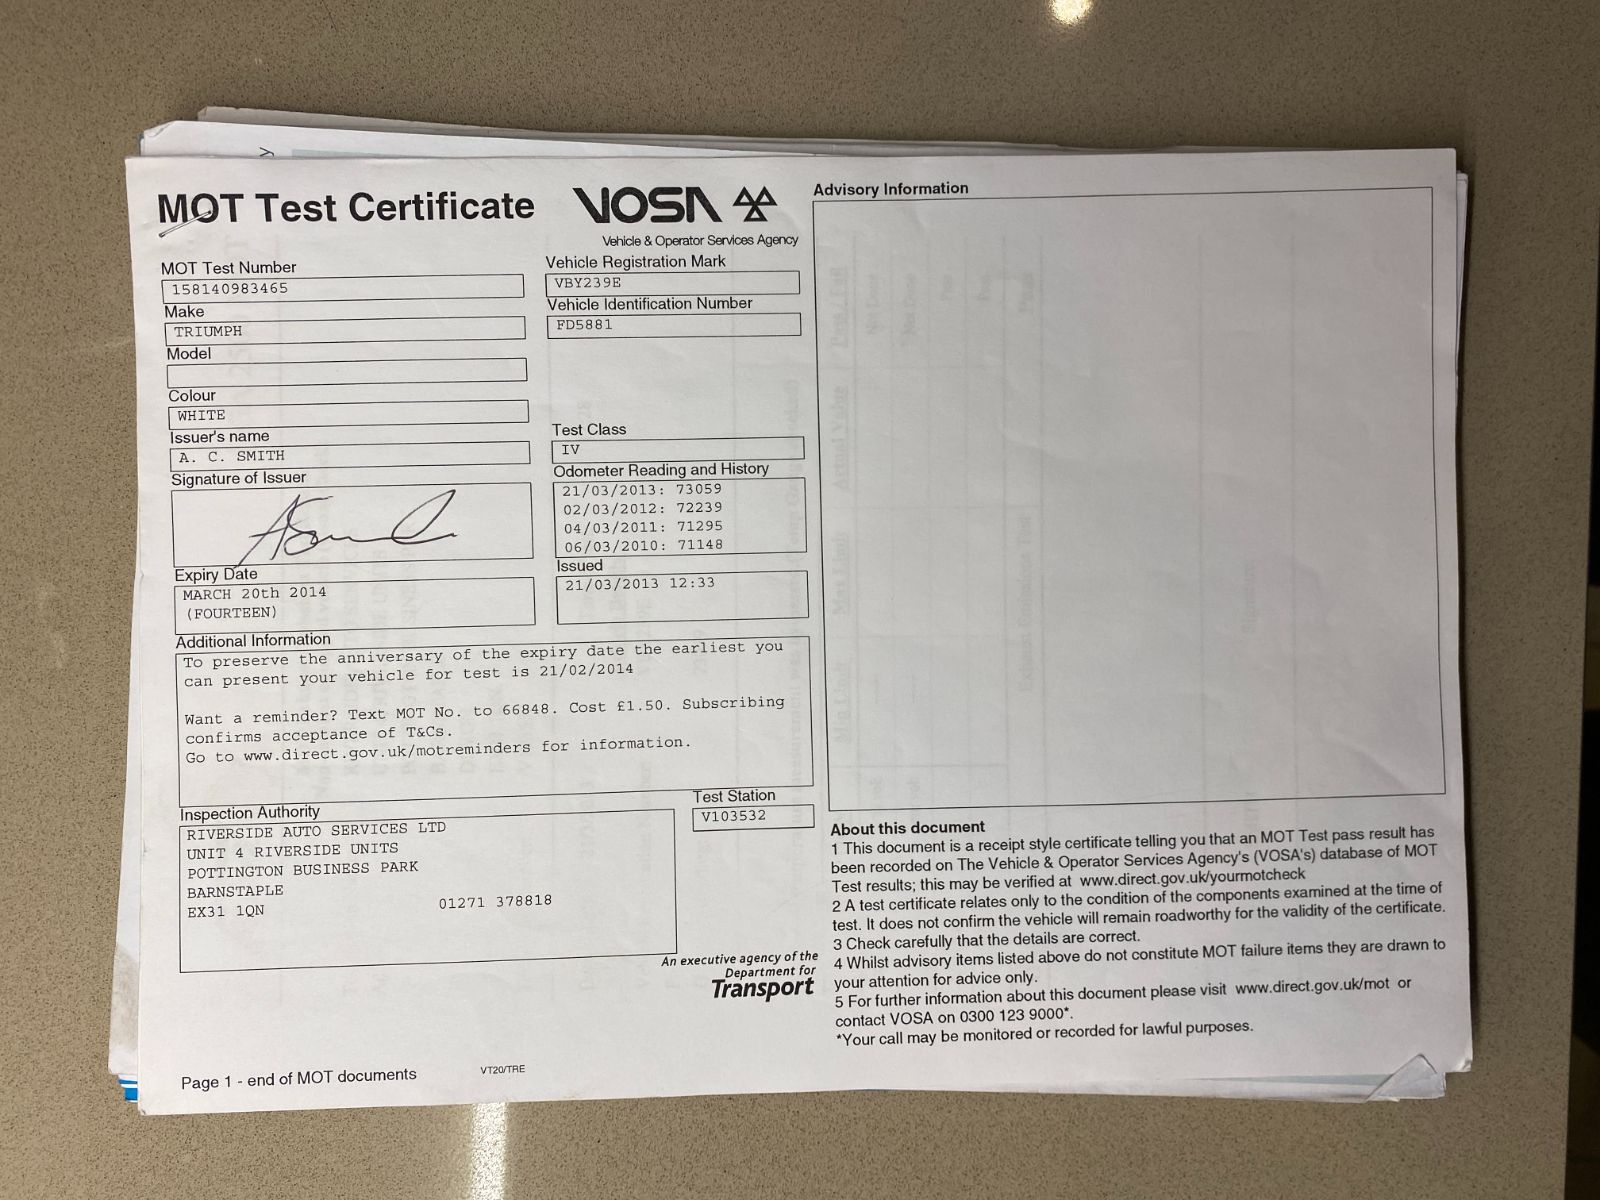 MOT Test Certificate
VOSA
Vehicle & Operator Services Agency
MOT Test Number
158140983465
Vehicle Registration Mark
VBY239E
Make
TRIUMPH
Vehicle Identification Number
FD5881
Model
Colour
WHITE
Issuer's name
A. C. SMITH
Test Class
IV
Signature of Issuer
Odometer Reading and History
21/03/2013: 73059
02/03/2012: 72239
04/03/2011: 71295
06/03/2010: 71148
Expiry Date
MARCH 20th 2014
(FOURTEEN)
Issued
21/03/2013 12:33
Additional Information
To preserve the anniversary of the expiry date the earliest you
can present your vehicle for test is 21/02/2014
Want a reminder? Text MOT No. to 66848. Cost £1.50. Subscribing
confirms acceptance of T&Cs.
Go to www.direct.gov.uk/motreminders for information.
Inspection Authority
RIVERSIDE AUTO SERVICES LTD
UNIT 4 RIVERSIDE UNITS
POTTINGTON BUSINESS PARK
BARNSTAPLE
EX31 1QN 01271 378818
Test Station
V103532
An executive agency of the
Department for
Transport
Page 1 - end of MOT documents
VT20/TRE
Advisory Information
About this document
1 This document is a receipt style certificate telling you that an MOT Test pass result has
been recorded on The Vehicle & Operator Services Agency's (VOSA's) database of MOT
Test results; this may be verified at www.direct.gov.uk/yourmotcheck
2 A test certificate relates only to the condition of the components examined at the time of
test. It does not confirm the vehicle will remain roadworthy for the validity of the certificate.
3 Check carefully that the details are correct.
4 Whilst advisory items listed above do not constitute MOT failure items they are drawn to
your attention for advice only.
5 For further information about this document please visit www.direct.gov.uk/mot or
contact VOSA on 0300 123 9000*.
*Your call may be monitored or recorded for lawful purposes.